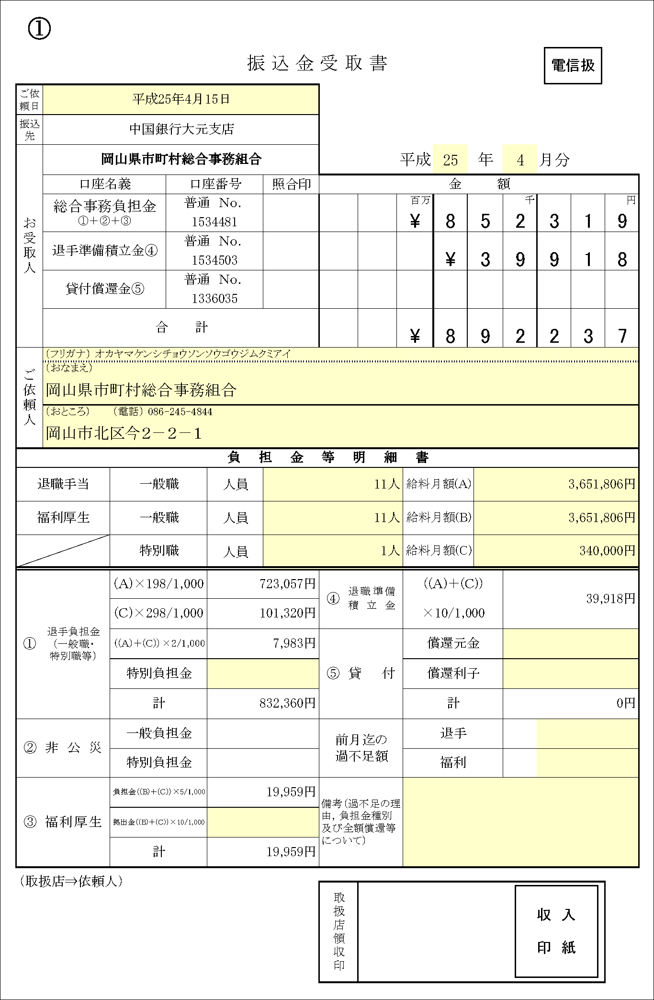 ①
振込金受取書
電信扱
ご依頼日
平成25年4月15日
振込先
中国銀行大元支店
お受取人
岡山県市町村総合事務組合
平成 25 年 4 月分
口座名義 口座番号 照合印 金 額
総合事務負担金
①＋②＋③
普通 No.
1534481
百万 千 円
¥ 8 5 2 3 1 9
退手準備積立金④
普通 No.
1534503
¥ 3 9 9 1 8
貸付償還金⑤
普通 No.
1336035
合 計
¥ 8 9 2 2 3 7
ご依頼人
（フリガナ）オカヤマケンシチョウソンソウゴウジムクミアイ
（おなまえ）
岡山県市町村総合事務組合
（おところ） （電話）086-245-4844
岡山市北区今２－２－１
負担金等明細書
退職手当 一般職 人員 11人 給料月額(A) 3,651,806円
福利厚生 一般職 人員 11人 給料月額(B) 3,651,806円
特別職 人員 1人 給料月額(C) 340,000円
① 退手負担金
（一般職・
特別職等）
(A)×198/1,000 723,057円
(C)×298/1,000 101,320円
((A)＋(C))×2/1,000 7,983円
特別負担金
計 832,360円
④ 退職準備
積立金
((A)＋(C))
×10/1,000
39,918円
⑤ 貸 付
償還元金
償還利子
計 0円
② 非公災
一般負担金
特別負担金
前月迄の
過不足額
退手
福利
③ 福利厚生
負担金((B)＋(C))×5/1,000 19,959円
拠出金((B)＋(C))×10/1,000
計 19,959円
備考（過不足の理
由，負担金種別
及び全額償還等
について）
（取扱店⇒依頼人）
取扱店領収印
収 入
印 紙